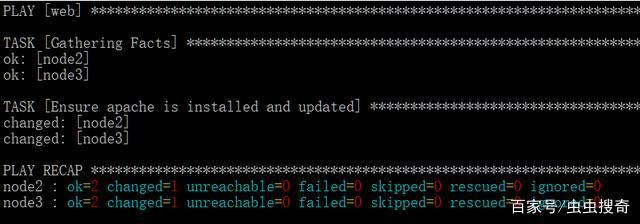 PLAY [web] **********************************************************************
TASK [Gathering Facts] *********************************************************
ok: [node2]
ok: [node3]
TASK [Ensure apache is installed and updated] **********************************
changed: [node2]
changed: [node3]
PLAY RECAP *********************************************************************
node2 : ok=2 changed=1 unreachable=0 failed=0 skipped=0 rescued=0 ignored=0
node3 : ok=2 changed=1 unreachable=0 failed=0 skipped=0
百家号/虫虫搜奇